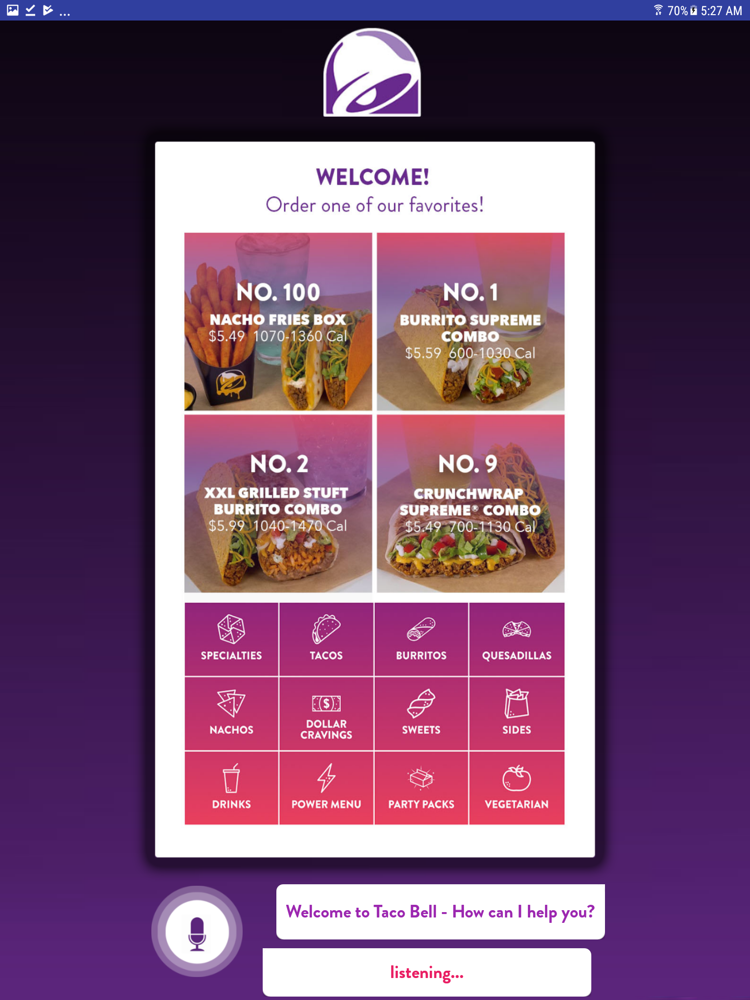 ... 70% 5:27 AM
WELCOME!
Order one of our favorites!
NO. 100
NACHO FRIES BOX
$5.49 1070-1360 Cal
NO. 1
BURRITO SUPREME
COMBO
$5.59 600-1030 Cal
NO. 2
XXL GRILLED STUFT
BURRITO COMBO
$5.99 1040-1470 Cal
NO. 9
CRUNCHWRAP
SUPREME® COMBO
$5.49 700-1130 Cal
SPECIALTIES
TACOS
BURRITOS
QUESADILLAS
NACHOS
DOLLAR
CRAVINGS
SWEETS
SIDES
DRINKS
POWER MENU
PARTY PACKS
VEGETARIAN
Welcome to Taco Bell - How can I help you?
listening...